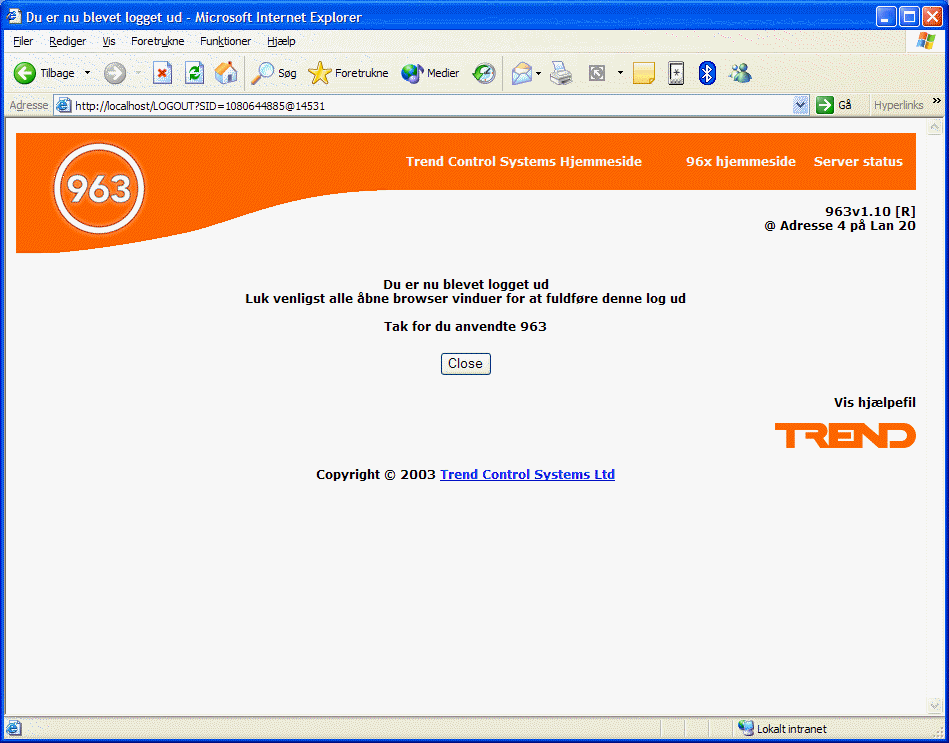 Du er nu blevet logget ud - Microsoft Internet Explorer
Filer Rediger Vis Foretrukne Funktioner Hjælp
Tilbage Søg Foretrukne Medier
Adresse http://localhost/LOGOUT?SID=1080644885@14531 Gå Hyperlinks »
963
Trend Control Systems Hjemmeside 96x hjemmeside Server status
963v1.10 [R]
@ Adresse 4 på Lan 20
Du er nu blevet logget ud
Luk venligst alle åbne browser vinduer for at fuldføre denne log ud
Tak for du anvendte 963
Close
Vis hjælpefil
TREND
Copyright © 2003 Trend Control Systems Ltd
Lokalt intranet